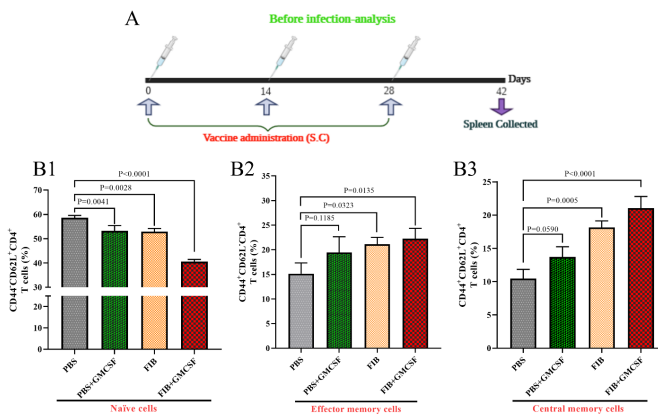 A
Before infection-analysis
Days
0
14
28
42
Vaccine administration (S.C)
Spleen Collected
B1
P<0.0001
P=0.0028
P=0.0041
CD44⁻CD62L⁺CD4⁺
T cells (%)
70
60
50
40
30
20
10
0
PBS
PBS+GMCSF
FIB
FIB+GMCSF
Naïve cells
B2
P=0.0135
P=0.0323
P=0.1185
CD44⁺CD62L⁻CD4⁺
T cells (%)
35
30
25
20
15
10
5
0
PBS
PBS+GMCSF
FIB
FIB+GMCSF
Effector memory cells
B3
P<0.0001
P=0.0005
P=0.0590
CD44⁺CD62L⁺CD4⁺
T cells (%)
25
20
15
10
5
0
PBS
PBS+GMCSF
FIB
FIB+GMCSF
Central memory cells